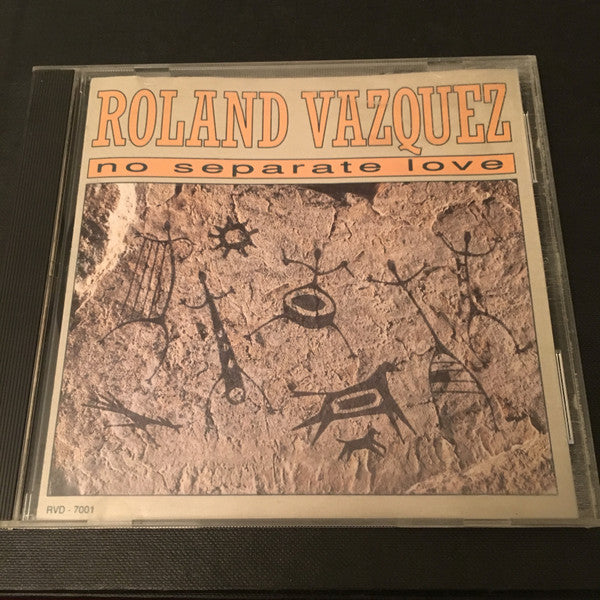 ROLAND VAZQUEZ
no separate love
RVD - 7001